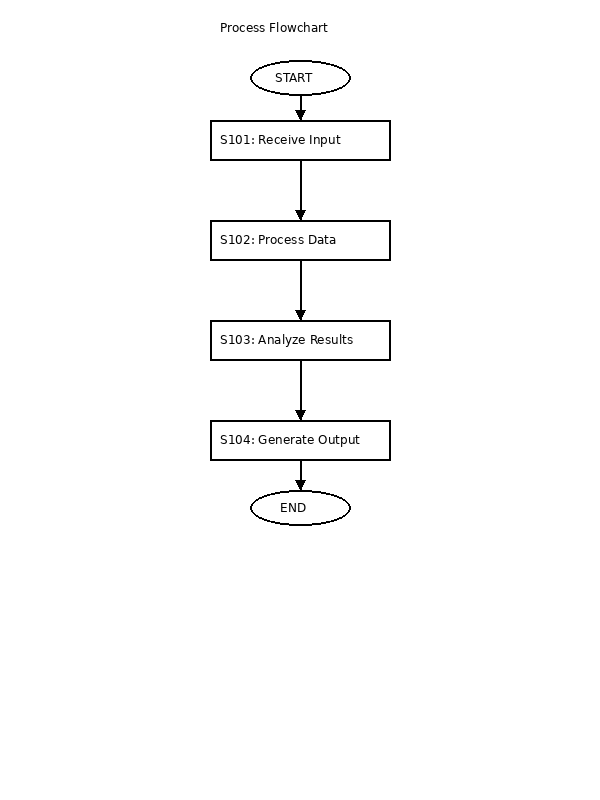 Process Flowchart
START
S101: Receive Input
S102: Process Data
S103: Analyze Results
S104: Generate Output
END